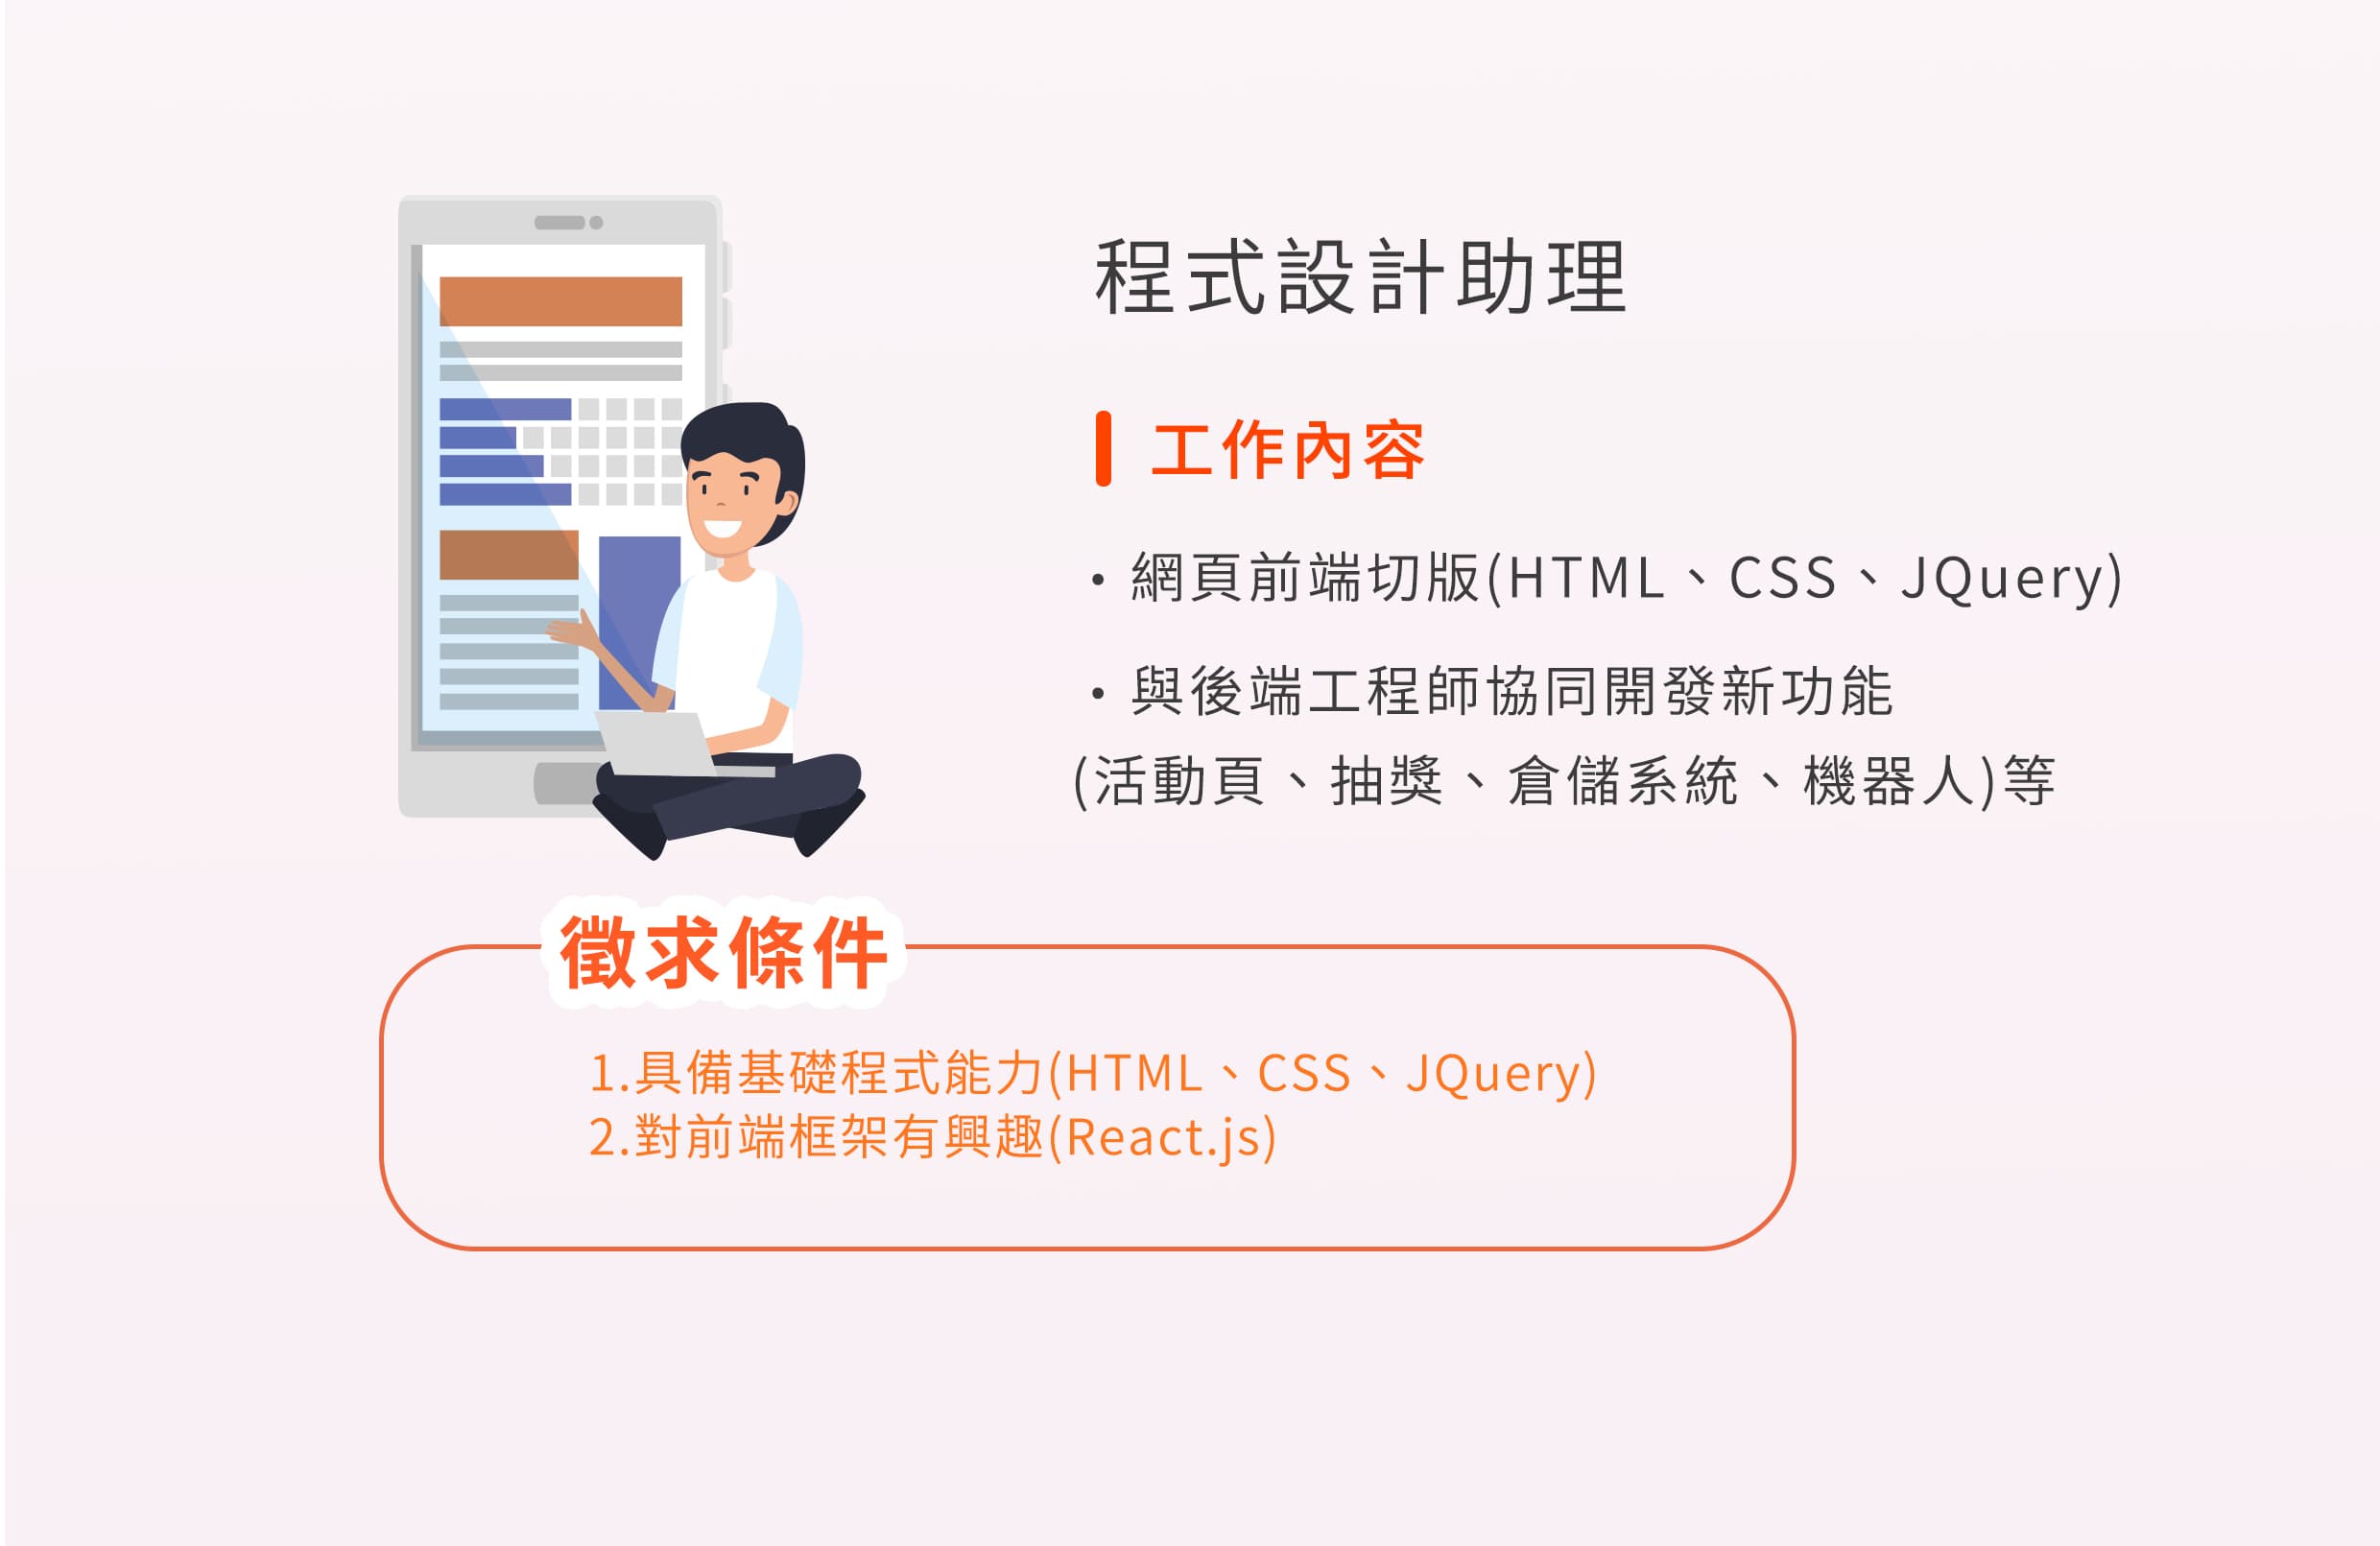 程式設計助理
工作內容
• 網頁前端切版(HTML、CSS、JQuery)
• 與後端工程師協同開發新功能
(活動頁、抽獎、倉儲系統、機器人)等
徵求條件
1.具備基礎程式能力(HTML、CSS、JQuery)
2.對前端框架有興趣(React.js)